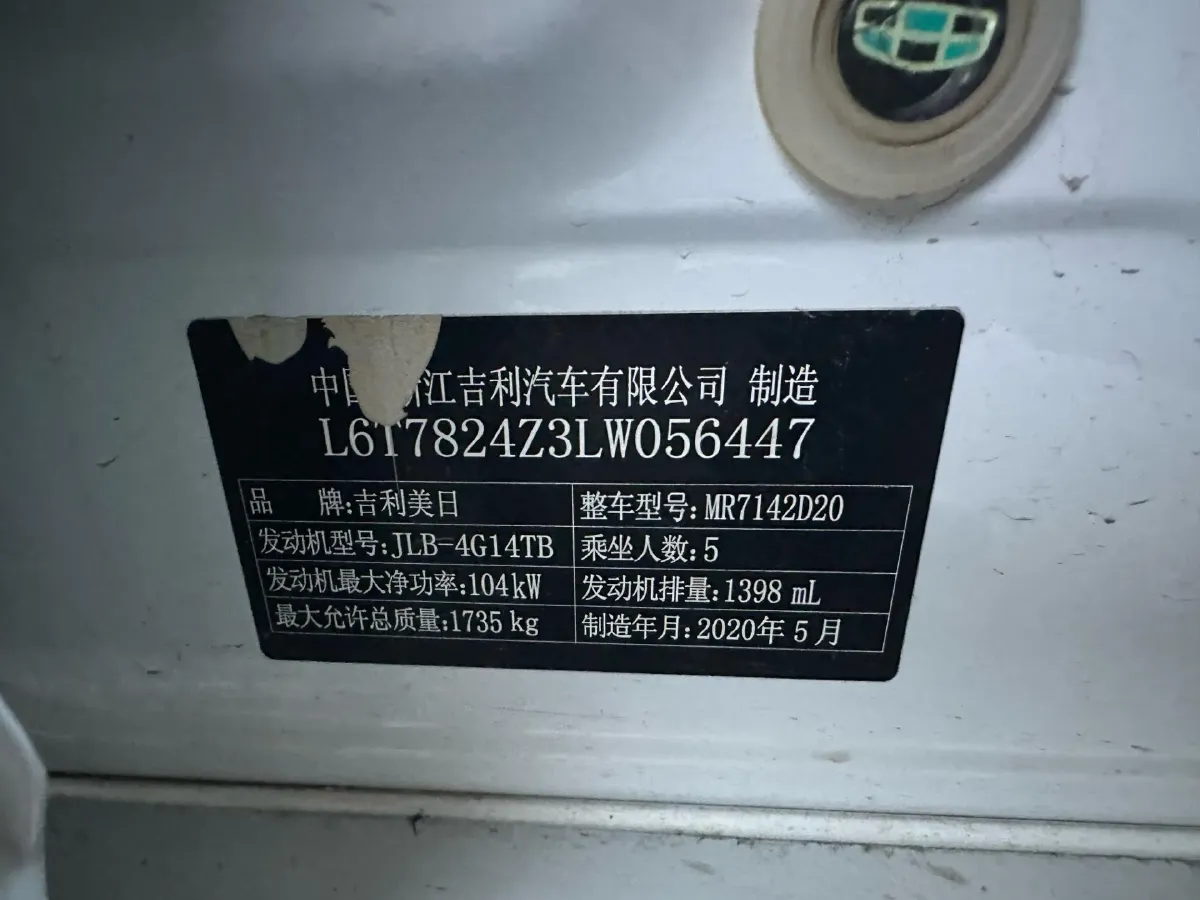 中国 浙江吉利汽车有限公司 制造
L6T7824Z3LW056447
品 牌:吉利美日 整车型号:MR7142D20
发动机型号:JLB-4G14TB 乘坐人数:5
发动机最大净功率:104kW 发动机排量:1398 mL
最大允许总质量:1735 kg 制造年月:2020年5月